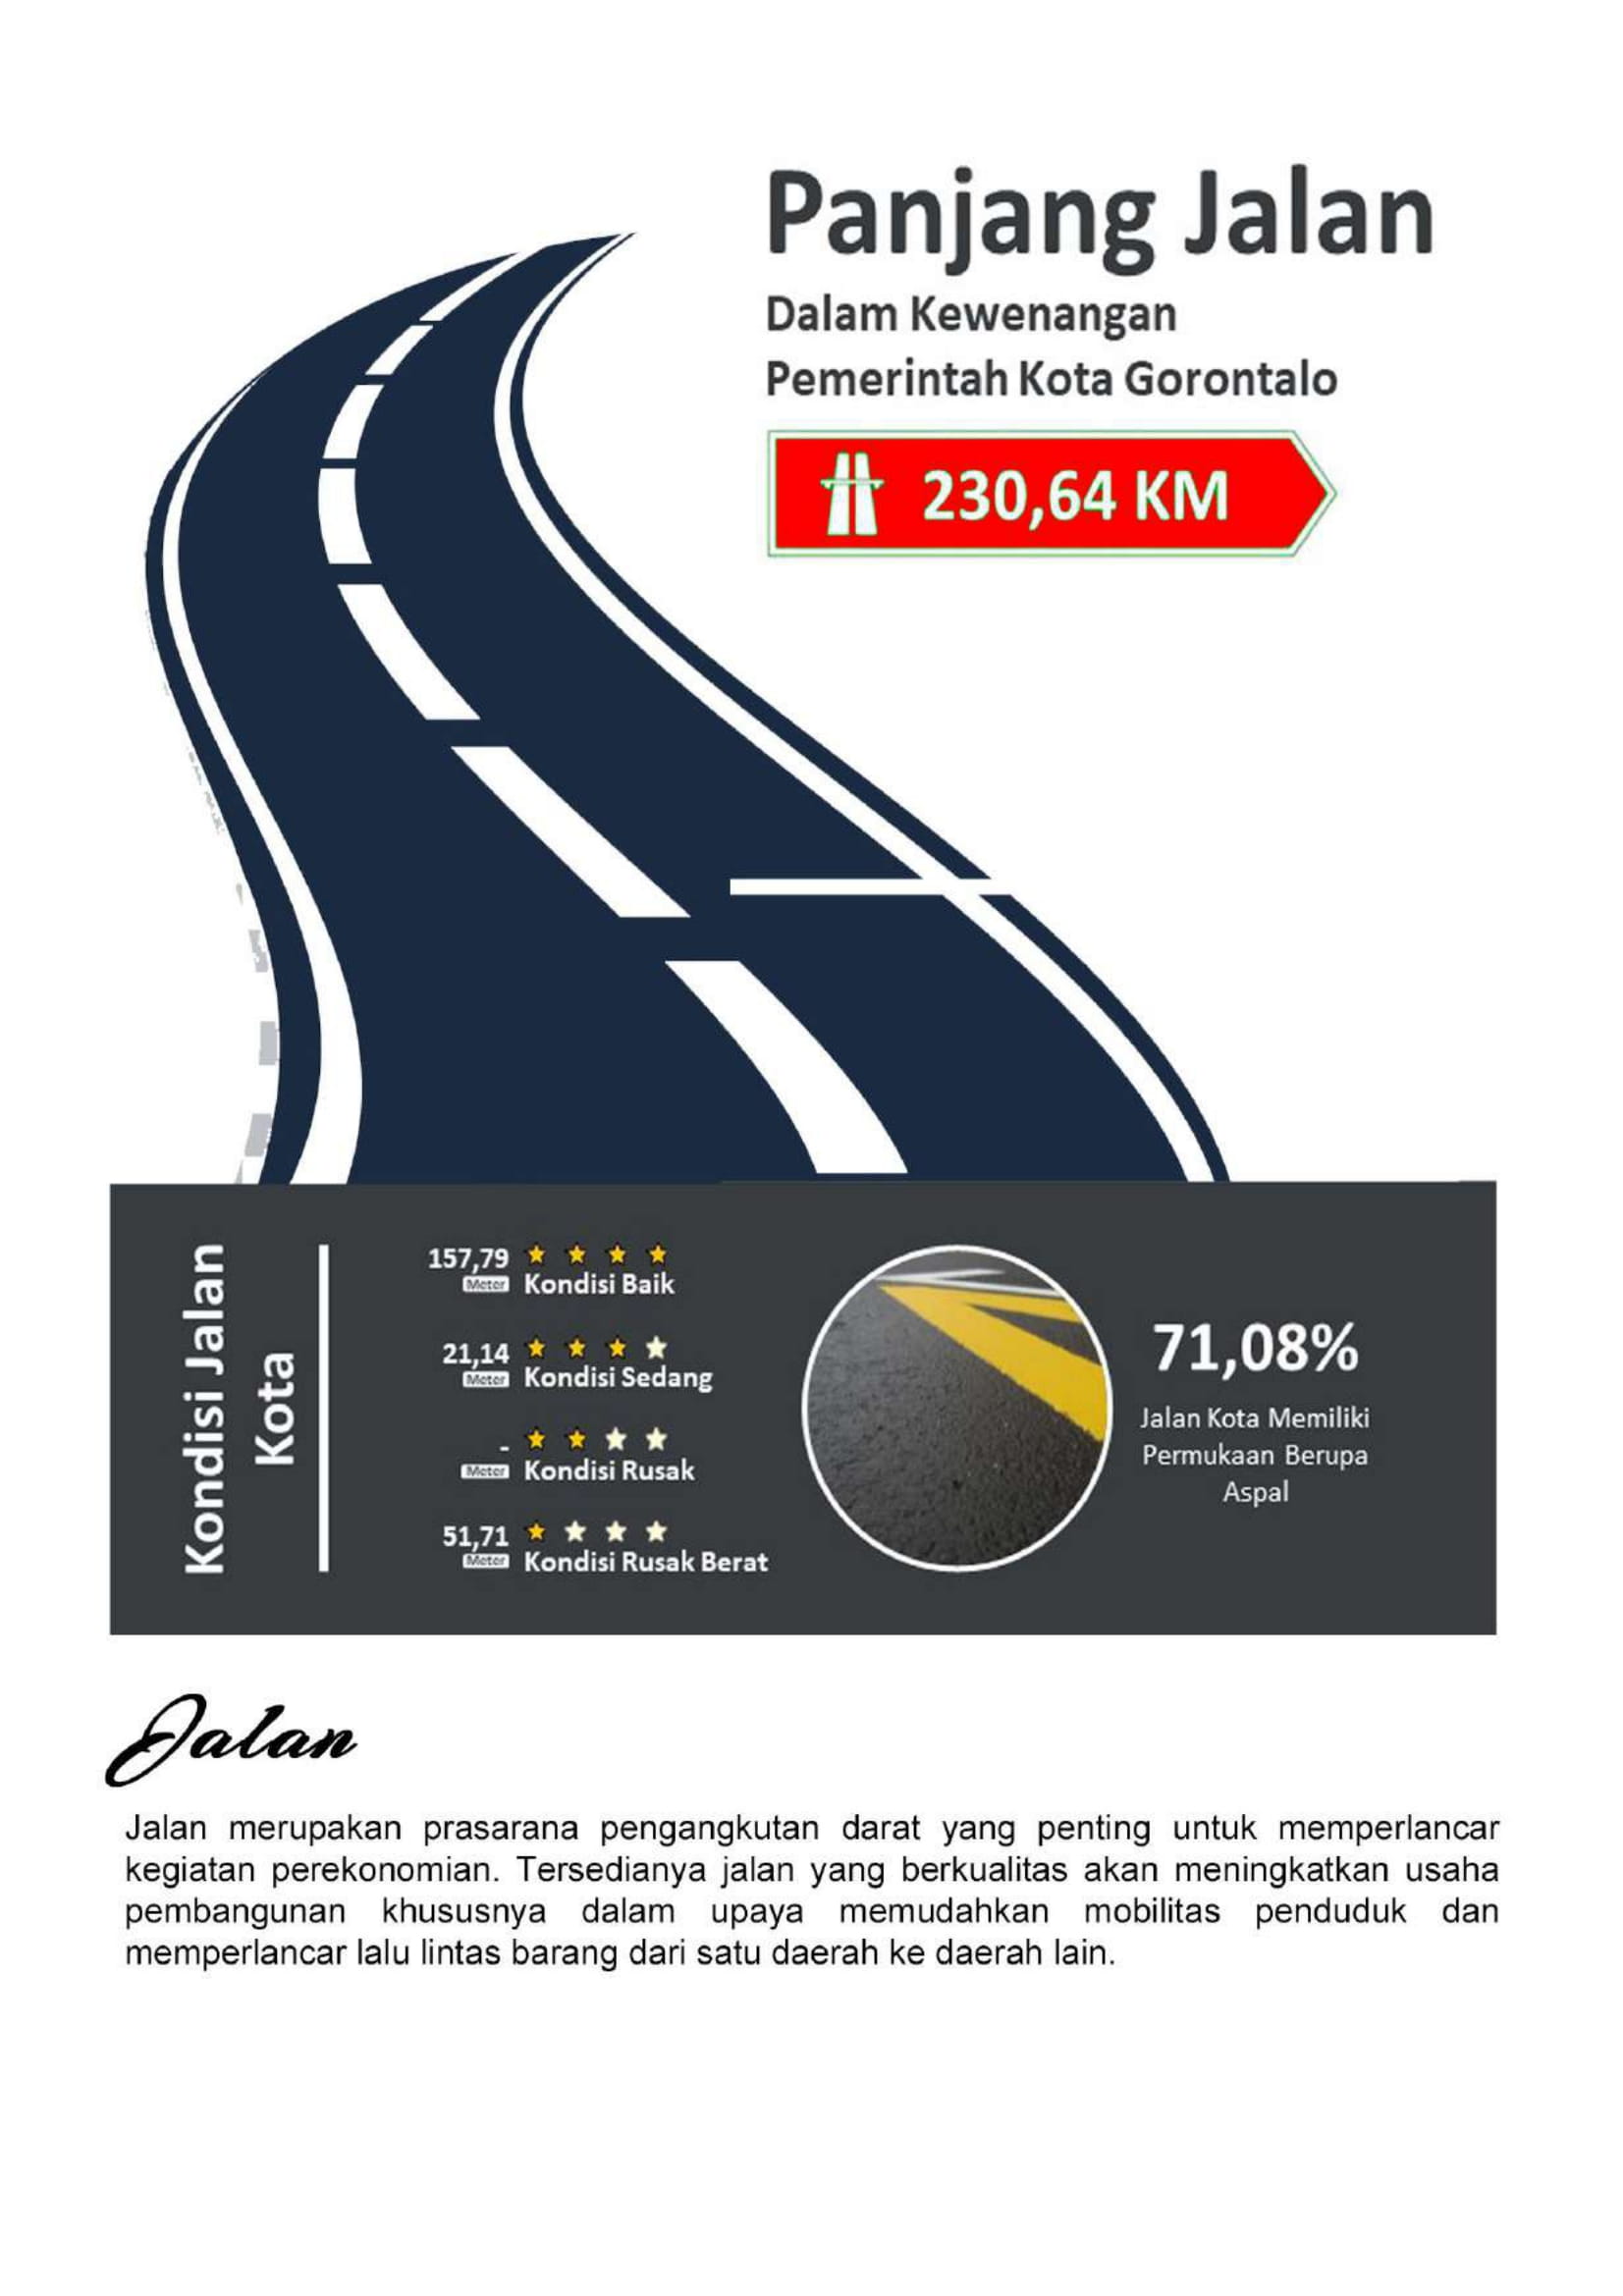 Panjang Jalan
Dalam Kewenangan
Pemerintah Kota Gorontalo
230,64 KM
Kondisi Jalan
Kota
157,79
Meter
Kondisi Baik
21,14
Meter
Kondisi Sedang
-
Meter
Kondisi Rusak
51,71
Meter
Kondisi Rusak Berat
71,08%
Jalan Kota Memiliki
Permukaan Berupa
Aspal
Jalan
Jalan merupakan prasarana pengangkutan darat yang penting untuk memperlancar
kegiatan perekonomian. Tersedianya jalan yang berkualitas akan meningkatkan usaha
pembangunan khususnya dalam upaya memudahkan mobilitas penduduk dan
memperlancar lalu lintas barang dari satu daerah ke daerah lain.